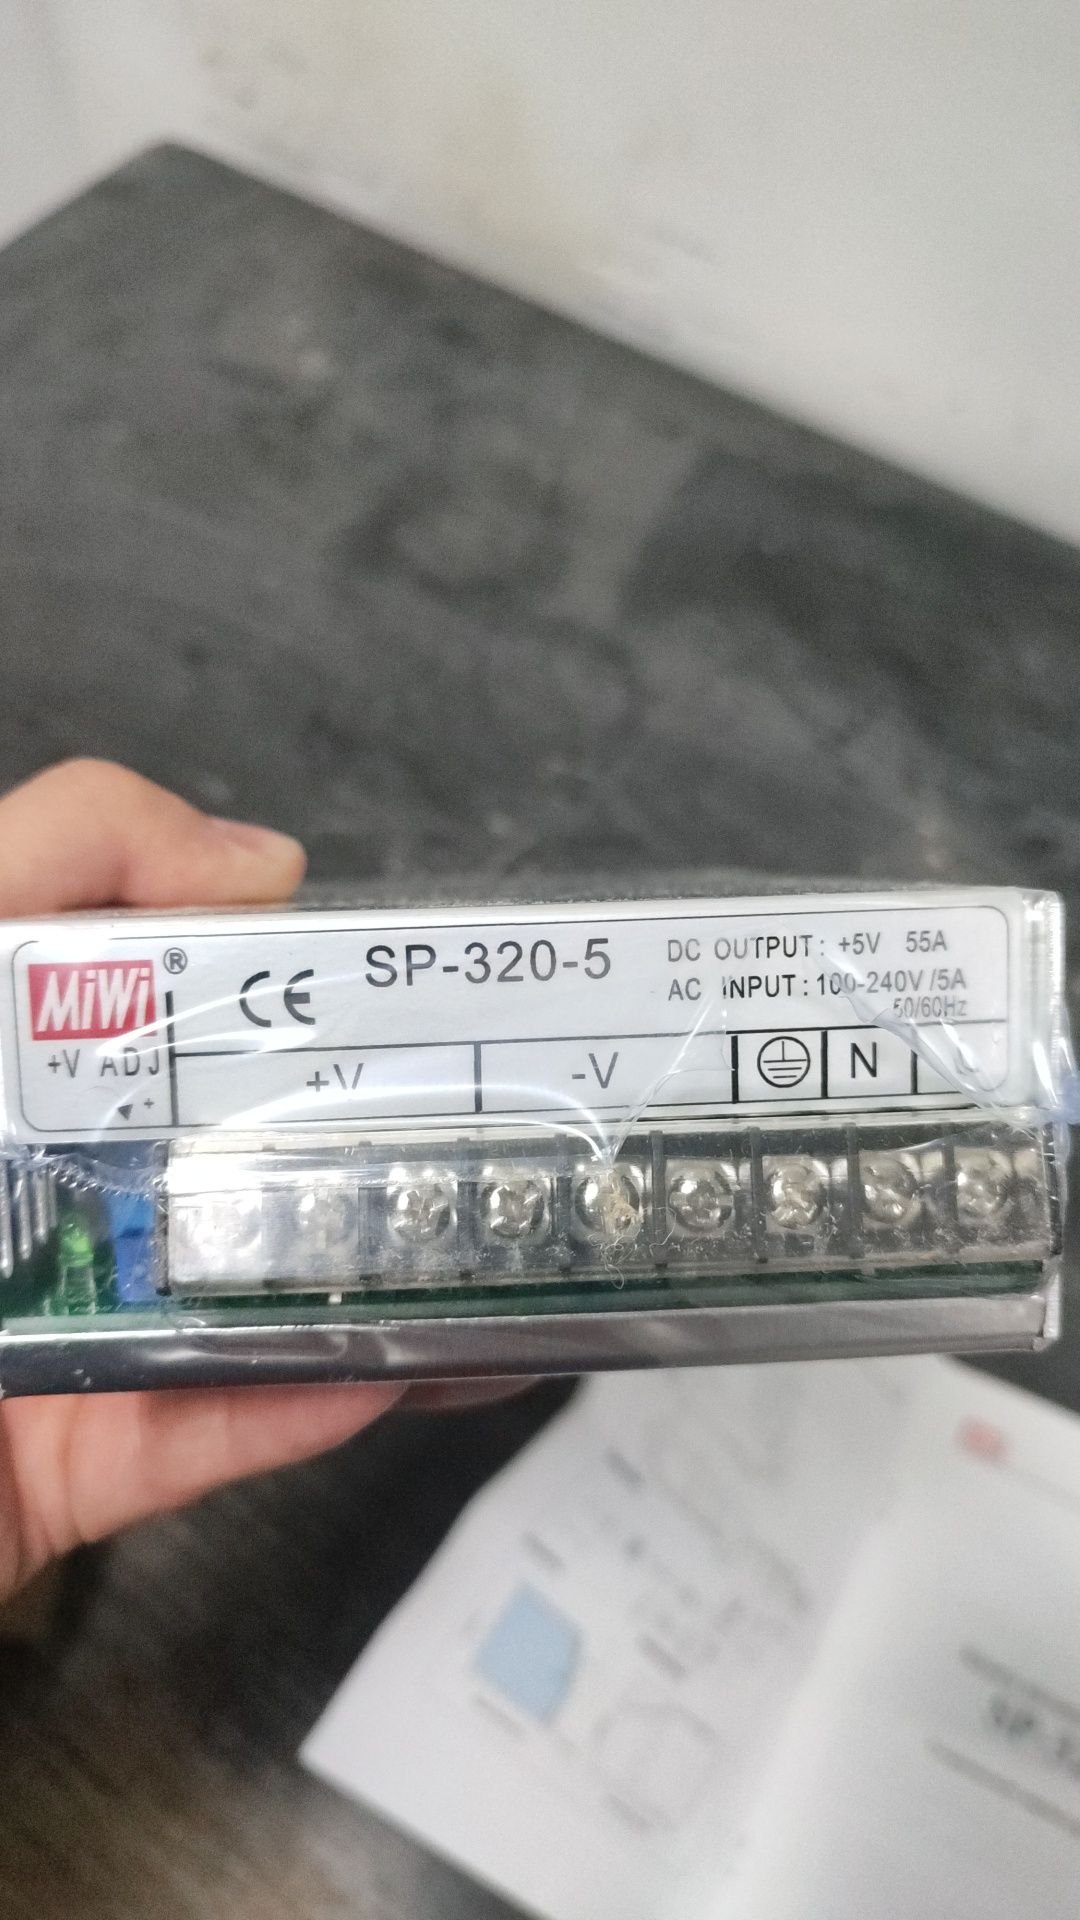 MiWi ®
CE
SP-320-5
DC OUTPUT: +5V 55A
AC INPUT: 100-240V/5A
50/60Hz
+V ADJ
+V
-V
N
L
+